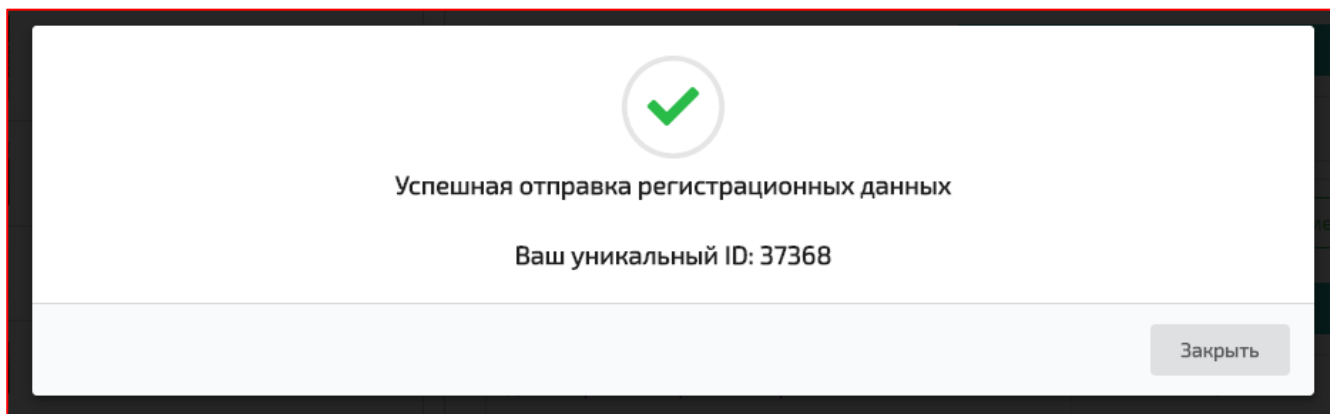 Успешная отправка регистрационных данных
Ваш уникальный ID: 37368
Закрыть